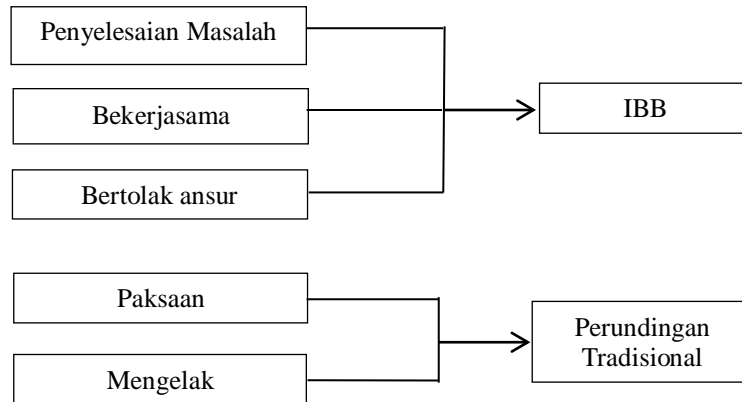 Penyelesaian Masalah
Bekerjasama
IBB
Bertolak ansur
Paksaan
Perundingan
Tradisional
Mengelak